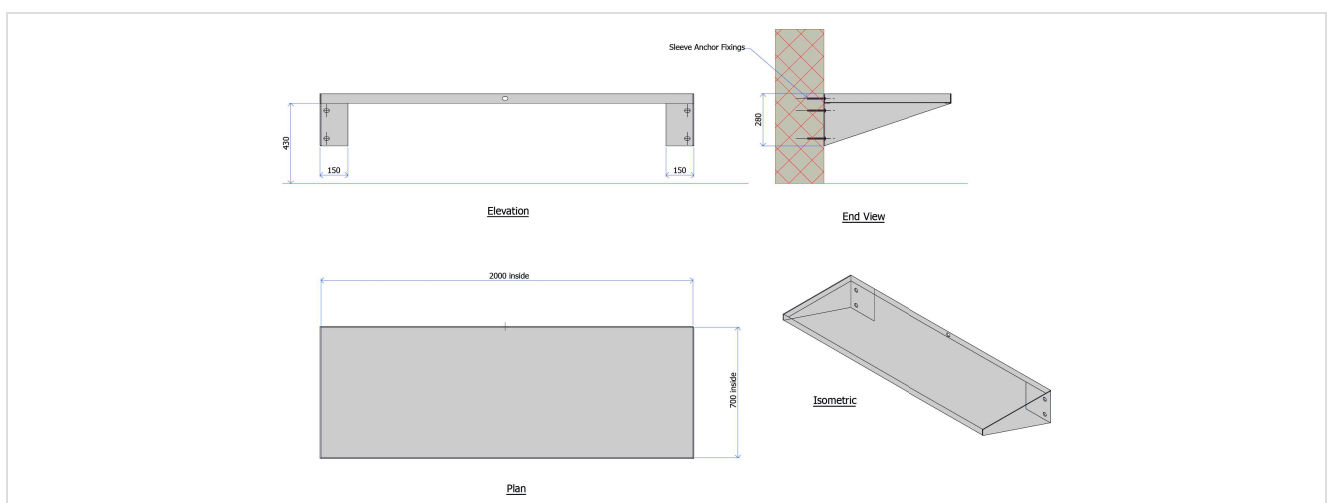 Sleeve Anchor Fixings
280
430
150
150
Elevation
End View
2000 inside
700 inside
Isometric
Plan